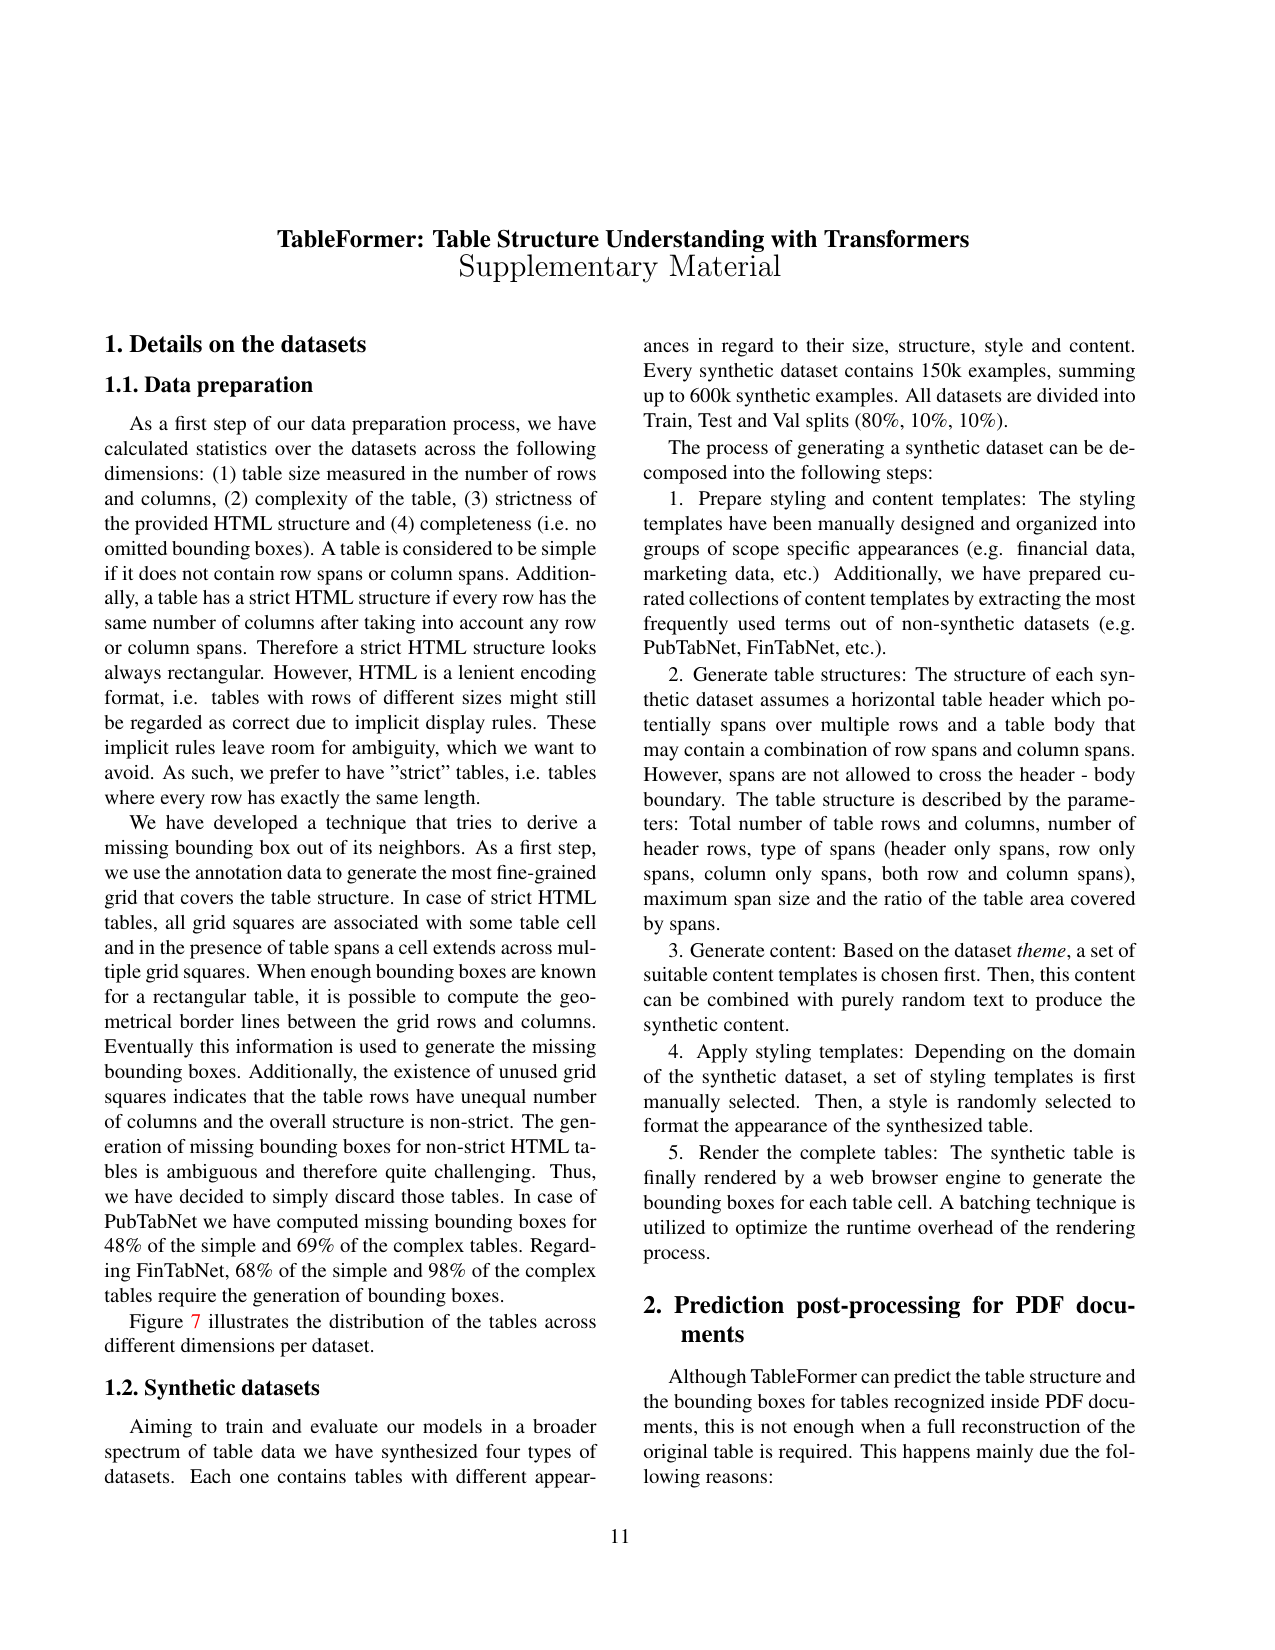 TableFormer: Table Structure Understanding with Transformers
Supplementary Material
1. Details on the datasets
1.1. Data preparation
As a first step of our data preparation process, we have
calculated statistics over the datasets across the following
dimensions: (1) table size measured in the number of rows
and columns, (2) complexity of the table, (3) strictness of
the provided HTML structure and (4) completeness (i.e. no
omitted bounding boxes). A table is considered to be simple
if it does not contain row spans or column spans. Addition-
ally, a table has a strict HTML structure if every row has the
same number of columns after taking into account any row
or column spans. Therefore a strict HTML structure looks
always rectangular. However, HTML is a lenient encoding
format, i.e. tables with rows of different sizes might still
be regarded as correct due to implicit display rules. These
implicit rules leave room for ambiguity, which we want to
avoid. As such, we prefer to have ”strict” tables, i.e. tables
where every row has exactly the same length.
We have developed a technique that tries to derive a
missing bounding box out of its neighbors. As a first step,
we use the annotation data to generate the most fine-grained
grid that covers the table structure. In case of strict HTML
tables, all grid squares are associated with some table cell
and in the presence of table spans a cell extends across mul-
tiple grid squares. When enough bounding boxes are known
for a rectangular table, it is possible to compute the geo-
metrical border lines between the grid rows and columns.
Eventually this information is used to generate the missing
bounding boxes. Additionally, the existence of unused grid
squares indicates that the table rows have unequal number
of columns and the overall structure is non-strict. The gen-
eration of missing bounding boxes for non-strict HTML ta-
bles is ambiguous and therefore quite challenging. Thus,
we have decided to simply discard those tables. In case of
PubTabNet we have computed missing bounding boxes for
48% of the simple and 69% of the complex tables. Regard-
ing FinTabNet, 68% of the simple and 98% of the complex
tables require the generation of bounding boxes.
Figure 7 illustrates the distribution of the tables across
different dimensions per dataset.
1.2. Synthetic datasets
Aiming to train and evaluate our models in a broader
spectrum of table data we have synthesized four types of
datasets. Each one contains tables with different appear-
ances in regard to their size, structure, style and content.
Every synthetic dataset contains 150k examples, summing
up to 600k synthetic examples. All datasets are divided into
Train, Test and Val splits (80%, 10%, 10%).
The process of generating a synthetic dataset can be de-
composed into the following steps:
1. Prepare styling and content templates: The styling
templates have been manually designed and organized into
groups of scope specific appearances (e.g. financial data,
marketing data, etc.) Additionally, we have prepared cu-
rated collections of content templates by extracting the most
frequently used terms out of non-synthetic datasets (e.g.
PubTabNet, FinTabNet, etc.).
2. Generate table structures: The structure of each syn-
thetic dataset assumes a horizontal table header which po-
tentially spans over multiple rows and a table body that
may contain a combination of row spans and column spans.
However, spans are not allowed to cross the header - body
boundary. The table structure is described by the parame-
ters: Total number of table rows and columns, number of
header rows, type of spans (header only spans, row only
spans, column only spans, both row and column spans),
maximum span size and the ratio of the table area covered
by spans.
3. Generate content: Based on the dataset theme, a set of
suitable content templates is chosen first. Then, this content
can be combined with purely random text to produce the
synthetic content.
4. Apply styling templates: Depending on the domain
of the synthetic dataset, a set of styling templates is first
manually selected. Then, a style is randomly selected to
format the appearance of the synthesized table.
5. Render the complete tables: The synthetic table is
finally rendered by a web browser engine to generate the
bounding boxes for each table cell. A batching technique is
utilized to optimize the runtime overhead of the rendering
process.
2. Prediction post-processing for PDF docu-
ments
Although TableFormer can predict the table structure and
the bounding boxes for tables recognized inside PDF docu-
ments, this is not enough when a full reconstruction of the
original table is required. This happens mainly due the fol-
lowing reasons:
11